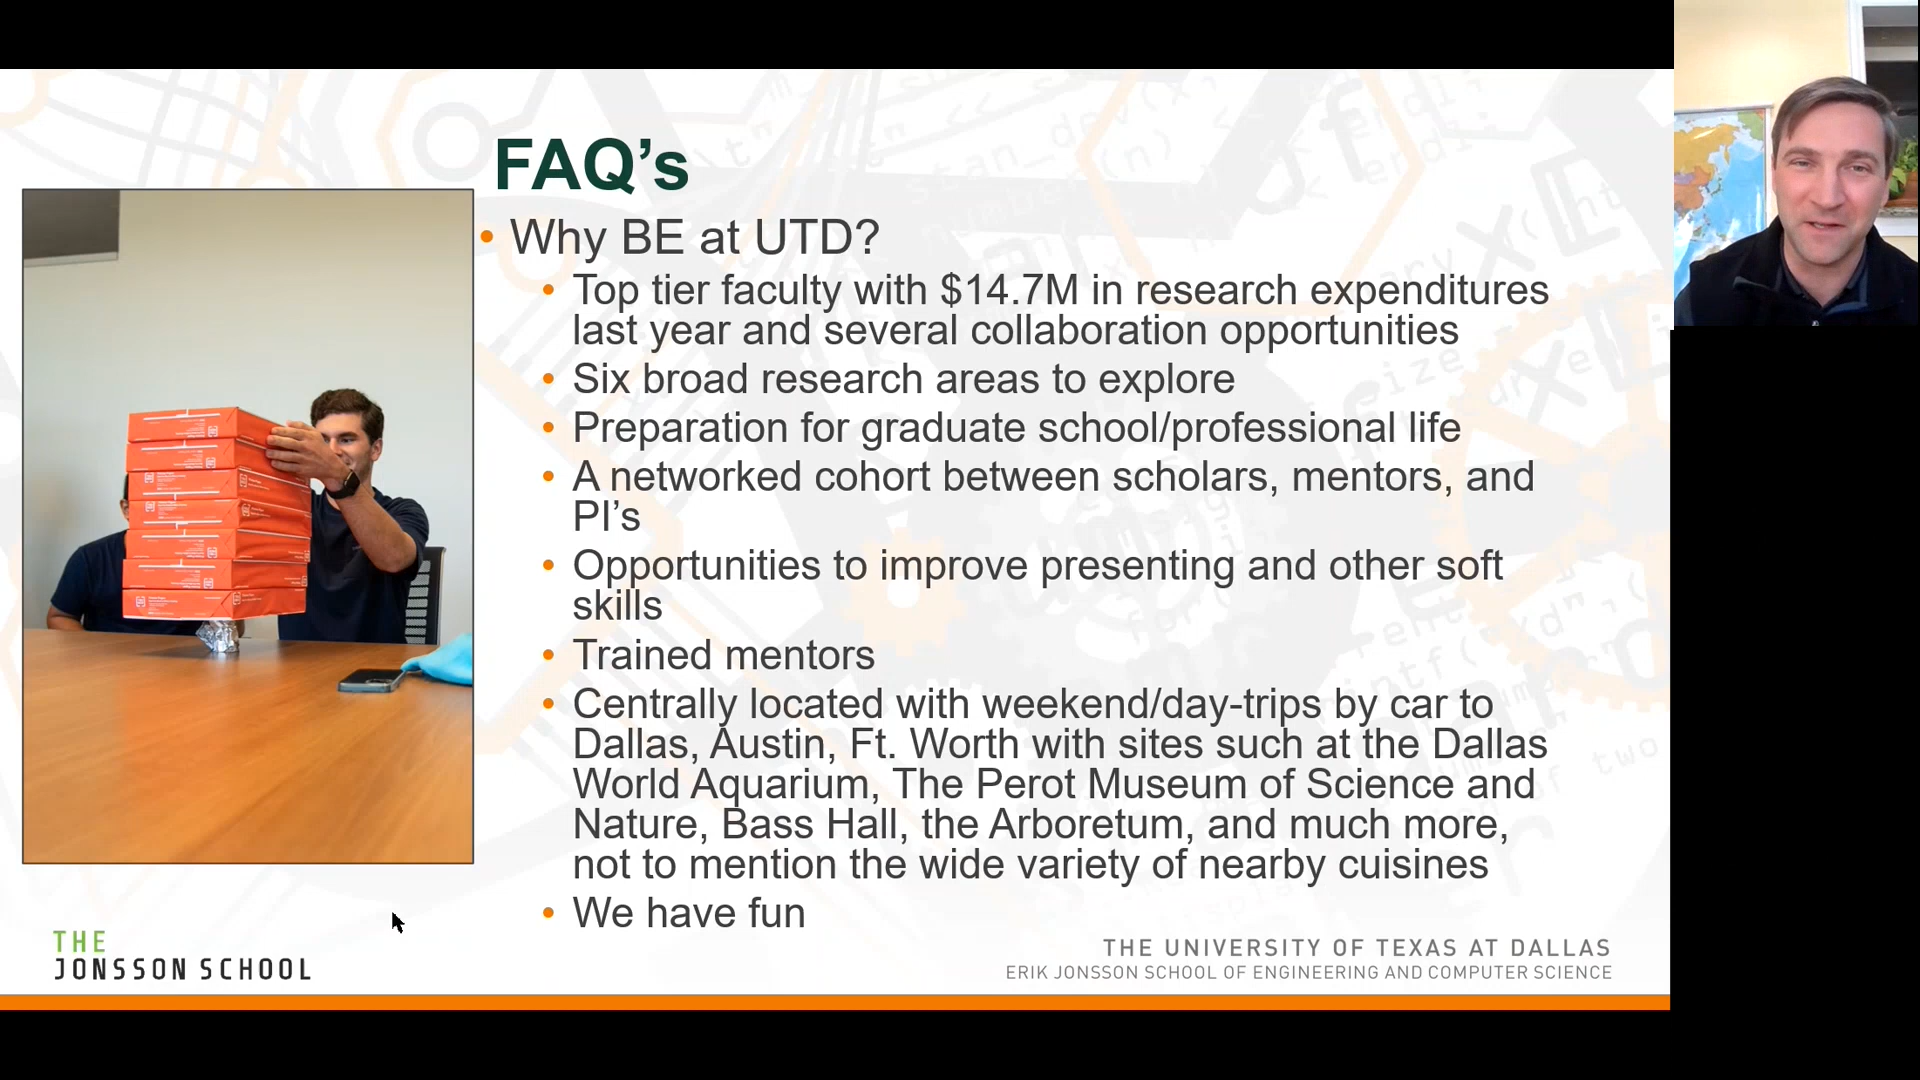 FAQ’s
Why BE at UTD?
Top tier faculty with $14.7M in research expenditures
last year and several collaboration opportunities
Six broad research areas to explore
Preparation for graduate school/professional life
A networked cohort between scholars, mentors, and
PI’s
Opportunities to improve presenting and other soft
skills
Trained mentors
Centrally located with weekend/day-trips by car to
Dallas, Austin, Ft. Worth with sites such at the Dallas
World Aquarium, The Perot Museum of Science and
Nature, Bass Hall, the Arboretum, and much more,
not to mention the wide variety of nearby cuisines
We have fun
THE
JONSSON SCHOOL
THE UNIVERSITY OF TEXAS AT DALLAS
ERIK JONSSON SCHOOL OF ENGINEERING AND COMPUTER SCIENCE